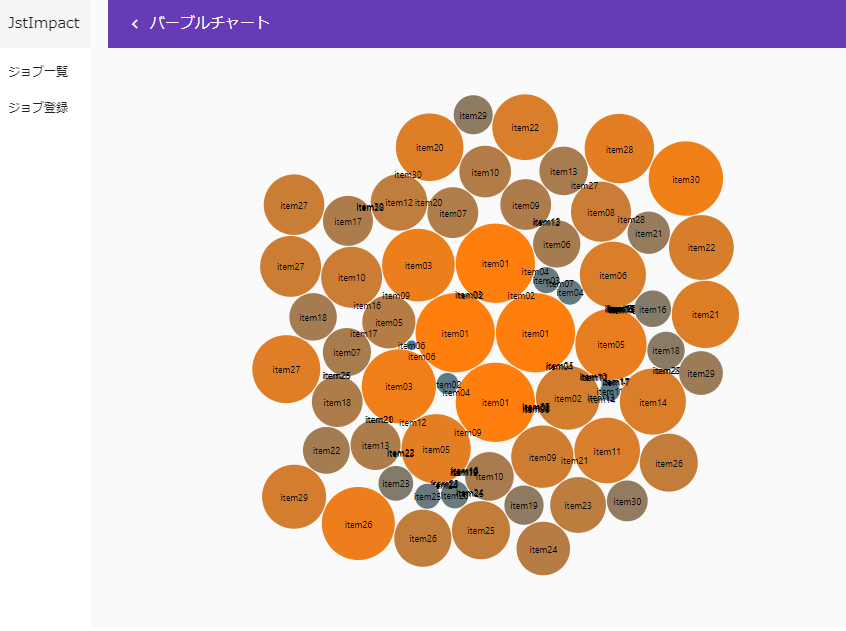 JstImpact
バーブルチャート
ジョブ一覧
ジョブ登録
item29
item22
item20
item28
item10
item13
item30
item30
item27
item27
item12
item20
item09
item08
item07
item17
item28
item21
item06
item22
item03
item01
item27
item10
item04
item06
item03
item07
item04
item09
item02
item16
item16
item21
item18
item05
item17
item01
item01
item05
item06
item07
item06
item18
item27
item03
item04
item29
item18
item01
item02
item14
item12
item09
item13
item22
item05
item09
item21
item11
item26
item23
item10
item29
item25
item19
item23
item30
item26
item26
item25
item24